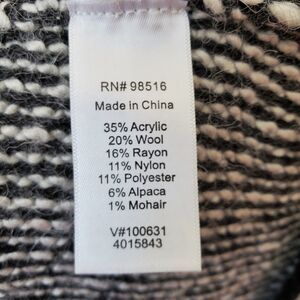 RN# 98516
Made in China
35% Acrylic
20% Wool
16% Rayon
11% Nylon
11% Polyester
6% Alpaca
1% Mohair
V#100631
4015843